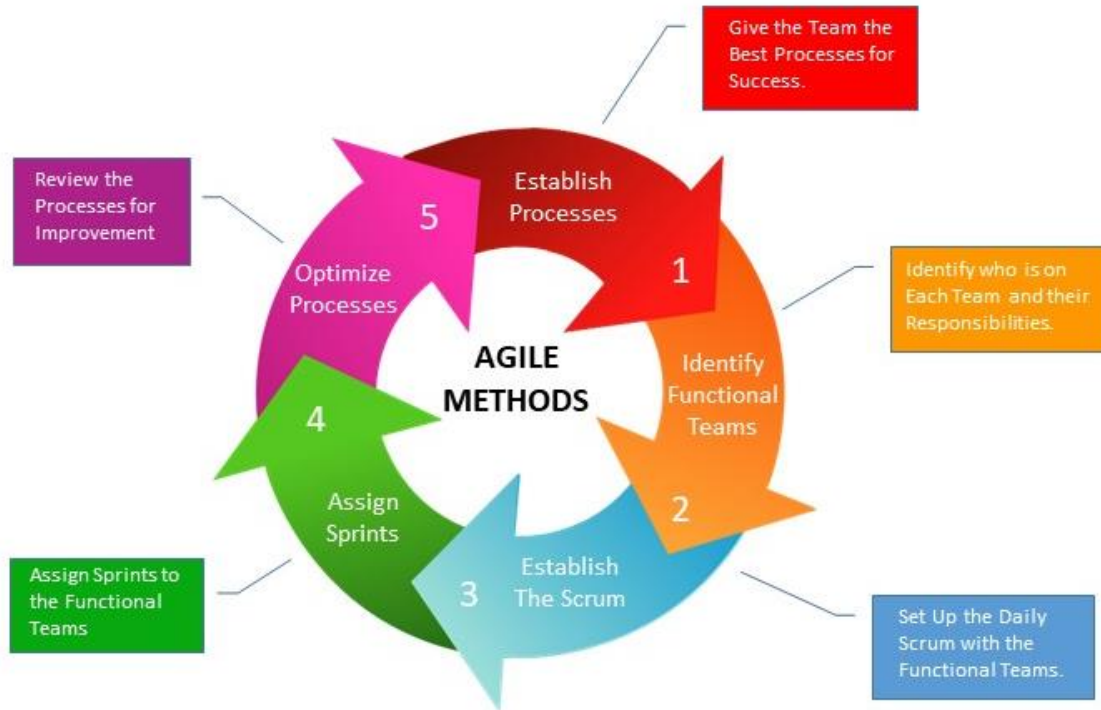 Give the Team the
Best Processes for
Success.
Establish
Processes
1
Identify who is on
Each Team and their
Responsibilities.
Identify
Functional
Teams
2
Set Up the Daily
Scrum with the
Functional Teams.
Establish
The Scrum
3
Assign Sprints to
the Functional
Teams
Assign
Sprints
4
Review the
Processes for
Improvement
Optimize
Processes
5
AGILE
METHODS